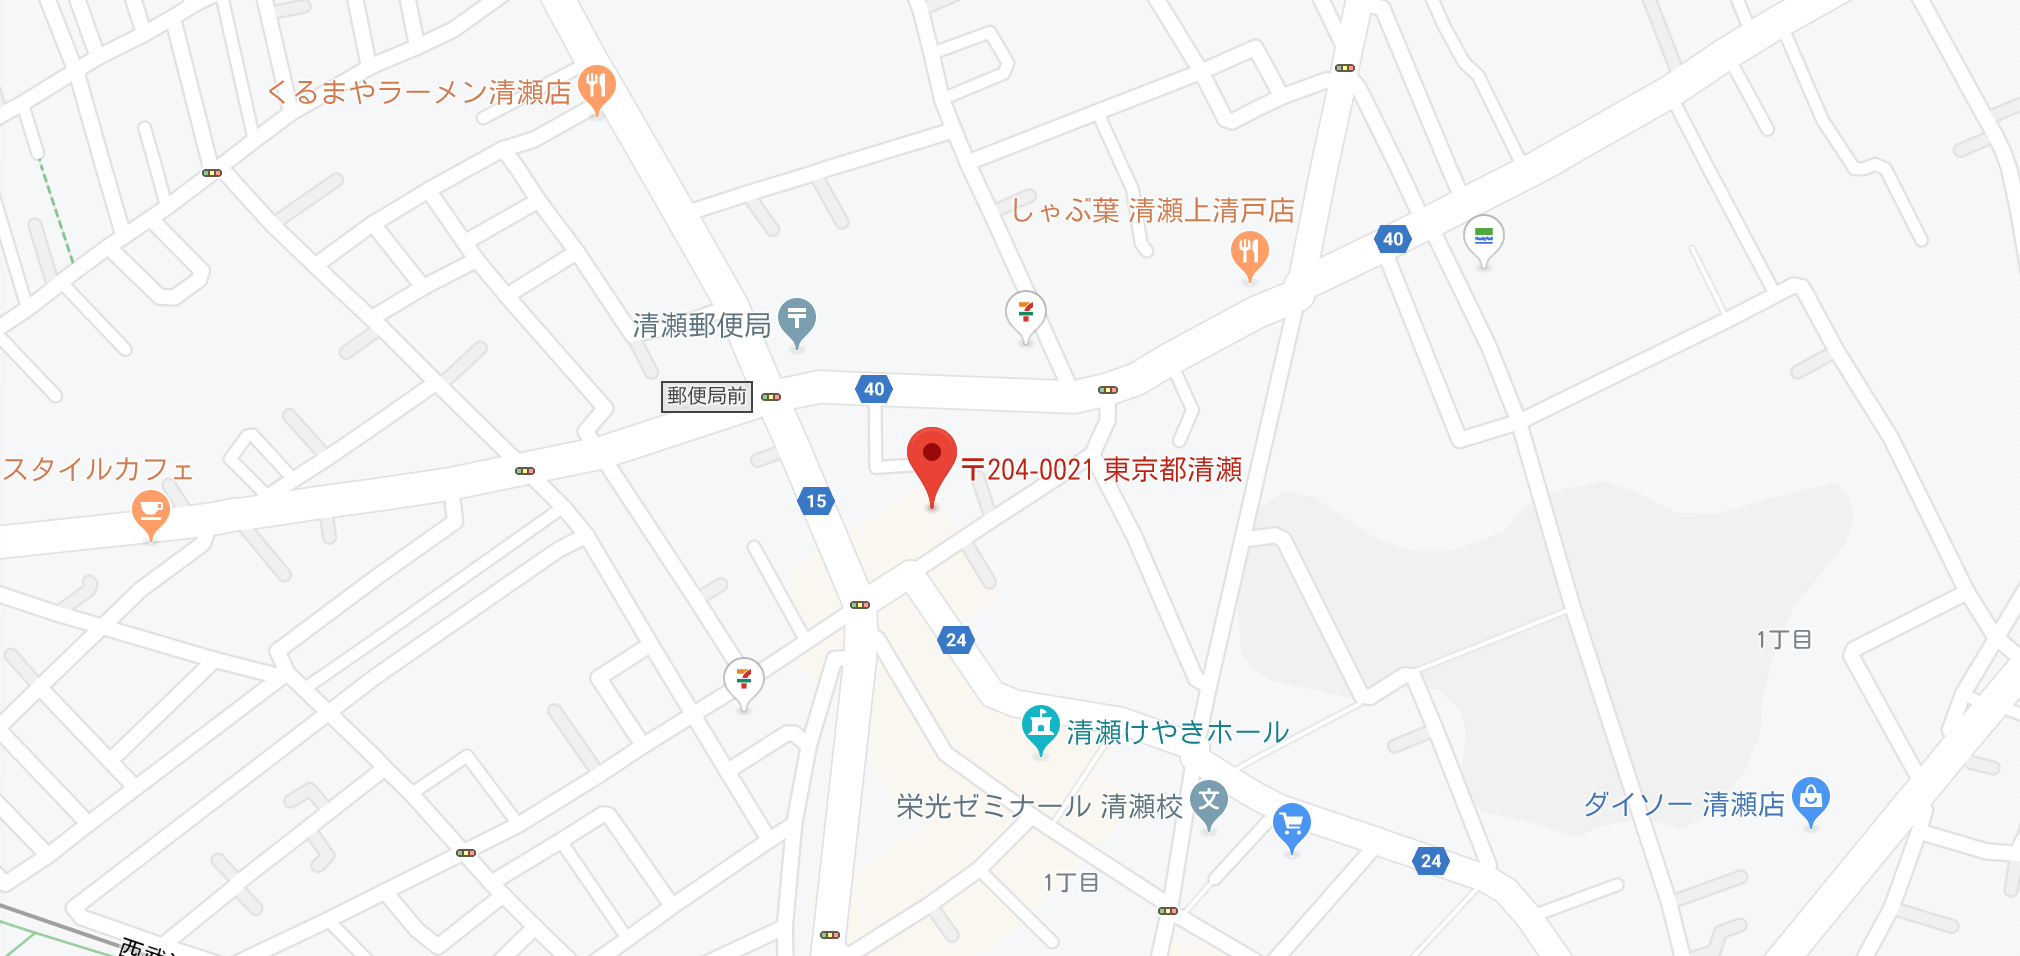 くるまやラーメン清瀬店
しゃぶ葉 清瀬上清戸店
40
清瀬郵便局
郵便局前
40
スタイルカフェ
〒204-0021 東京都清瀬
15
24
1丁目
清瀬けやきホール
栄光ゼミナール 清瀬校
文
ダイソー 清瀬店
24
1丁目
西武